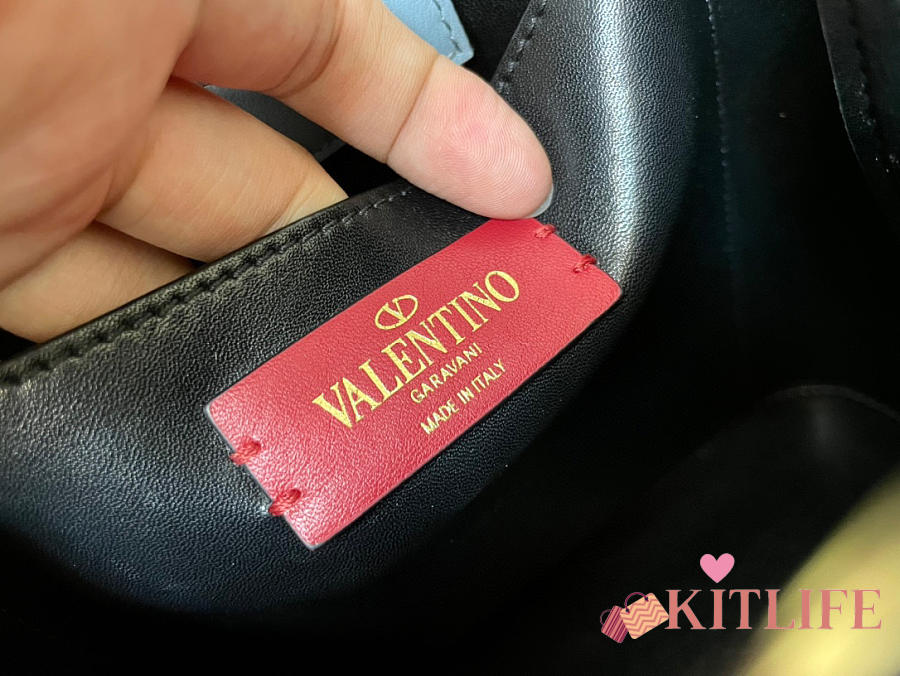 VALENTINO
GARAVANI
MADE IN ITALY
KITLIFE